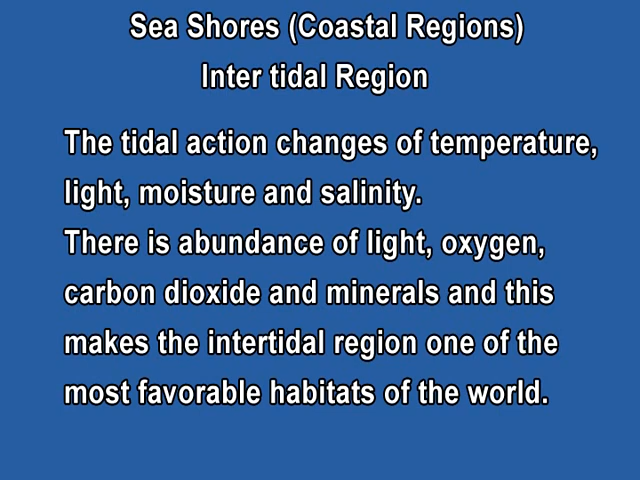 Sea Shores (Coastal Regions)
Inter tidal Region
The tidal action changes of temperature,
light, moisture and salinity.
There is abundance of light, oxygen,
carbon dioxide and minerals and this
makes the intertidal region one of the
most favorable habitats of the world.